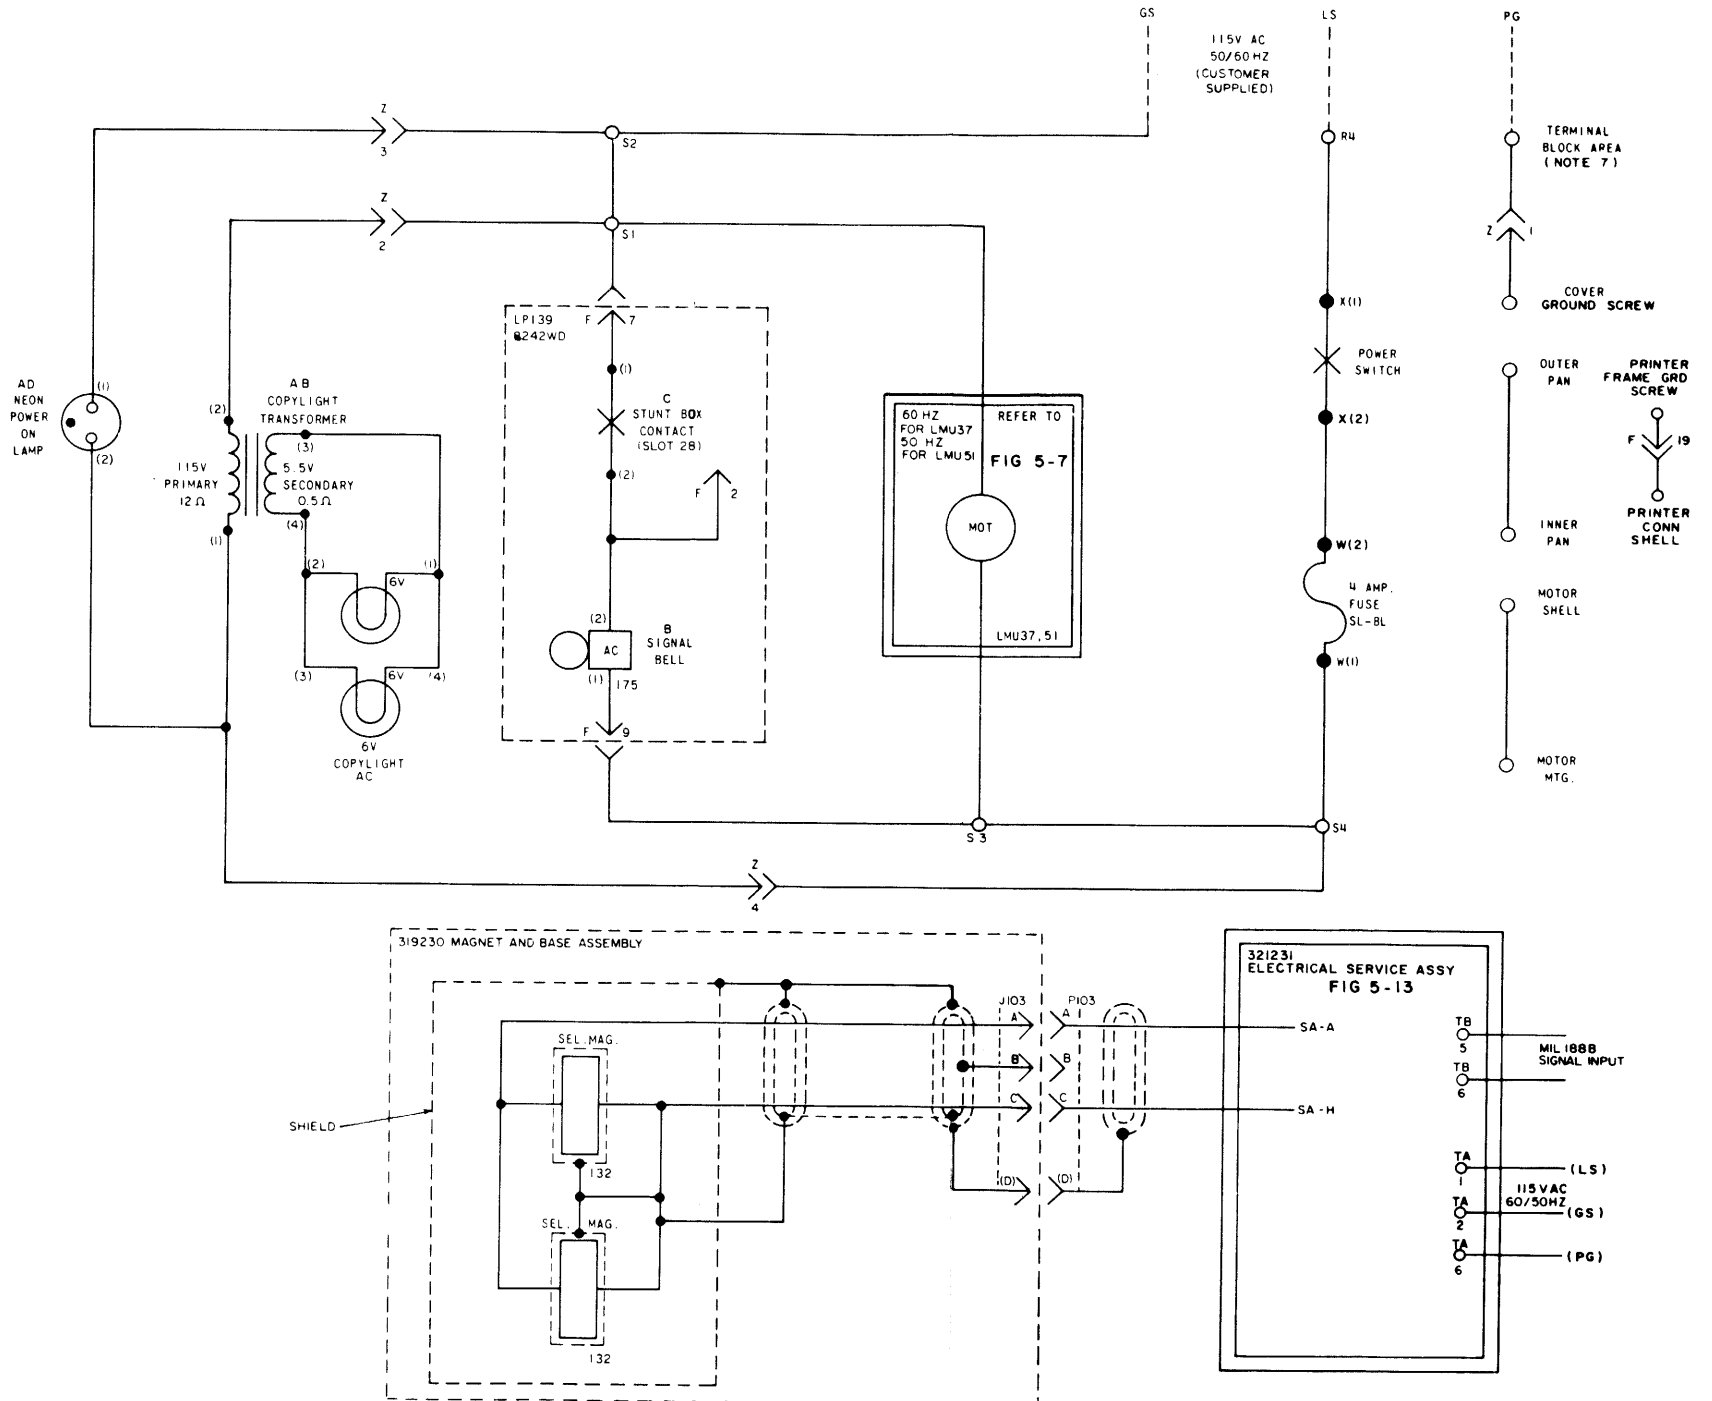 GS
LS
PG
115V AC
50/60 HZ
(CUSTOMER
SUPPLIED)
Z
3
S2
R4
TERMINAL
BLOCK AREA
(NOTE 7)
Z
2
S1
Z 1
COVER
GROUND SCREW
X(1)
LP139
8242WD
F 7
(1)
POWER
SWITCH
OUTER
PAN
PRINTER
FRAME GRD
SCREW
AD
NEON
POWER
ON
LAMP
(1)
(2)
AB
COPYLIGHT
TRANSFORMER
(2)
(3)
115V
PRIMARY
12Ω
5.5V
SECONDARY
0.5Ω
(4)
(1)
C
STUNT BOX
CONTACT
(SLOT 28)
(2)
F 2
60 HZ
FOR LMU37
50 HZ
FOR LMU51
REFER TO
FIG 5-7
MOT
LMU37,51
X(2)
F 19
PRINTER
CONN
SHELL
INNER
PAN
W(2)
4 AMP.
FUSE
SL-BL
W(1)
MOTOR
SHELL
MOTOR
MTG.
(2)
(1)
6V
(3)
6V
(4)
6V
COPYLIGHT
AC
(2)
AC
B
SIGNAL
BELL
(1)
175
F 9
S3
S4
Z
4
319230 MAGNET AND BASE ASSEMBLY
321231
ELECTRICAL SERVICE ASSY
FIG 5-13
J103
P103
A
A
SA-A
B
B
C
C
SA-H
(D)
(D)
SEL. MAG.
132
SEL. MAG.
132
SHIELD
TB
5
MIL 188B
SIGNAL INPUT
TB
6
TA
1
(LS)
115VAC
60/50HZ
TA
2
(GS)
TA
6
(PG)